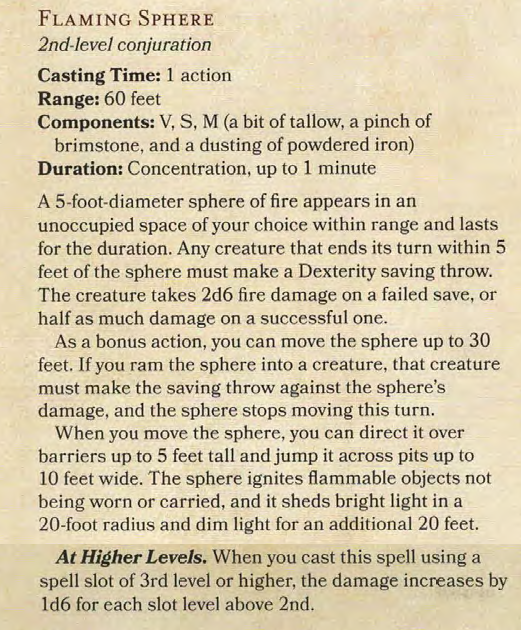 FLAMING SPHERE
2nd-level conjuration
Casting Time: 1 action
Range: 60 feet
Components: V, S, M (a bit of tallow, a pinch of
brimstone, and a dusting of powdered iron)
Duration: Concentration, up to 1 minute
A 5-foot-diameter sphere of fire appears in an
unoccupied space of your choice within range and lasts
for the duration. Any creature that ends its turn within 5
feet of the sphere must make a Dexterity saving throw.
The creature takes 2d6 fire damage on a failed save, or
half as much damage on a successful one.
As a bonus action, you can move the sphere up to 30
feet. If you ram the sphere into a creature, that creature
must make the saving throw against the sphere's
damage, and the sphere stops moving this turn.
When you move the sphere, you can direct it over
barriers up to 5 feet tall and jump it across pits up to
10 feet wide. The sphere ignites flammable objects not
being worn or carried, and it sheds bright light in a
20-foot radius and dim light for an additional 20 feet.
At Higher Levels. When you cast this spell using a
spell slot of 3rd level or higher, the damage increases by
1d6 for each slot level above 2nd.